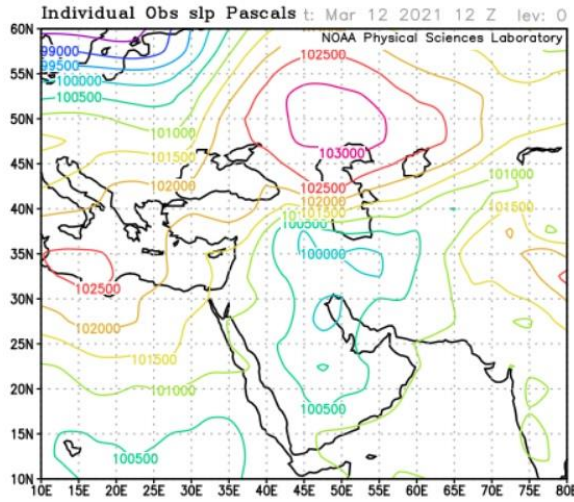 Individual Obs slp Pascals t: Mar 12 2021 12 Z lev: 0
60N
NOAA Physical Sciences Laboratory
99000
102500
99500
55N
100000
100500
50N
101000
103000
45N
101500
102500
102000
102000
101000
40N
101500
101500
100500
35N
100000
102500
30N
102000
25N
101500
20N
101000
100500
15N
100500
10N
10E 15E 20E 25E 30E 35E 40E 45E 50E 55E 60E 65E 70E 75E 80E